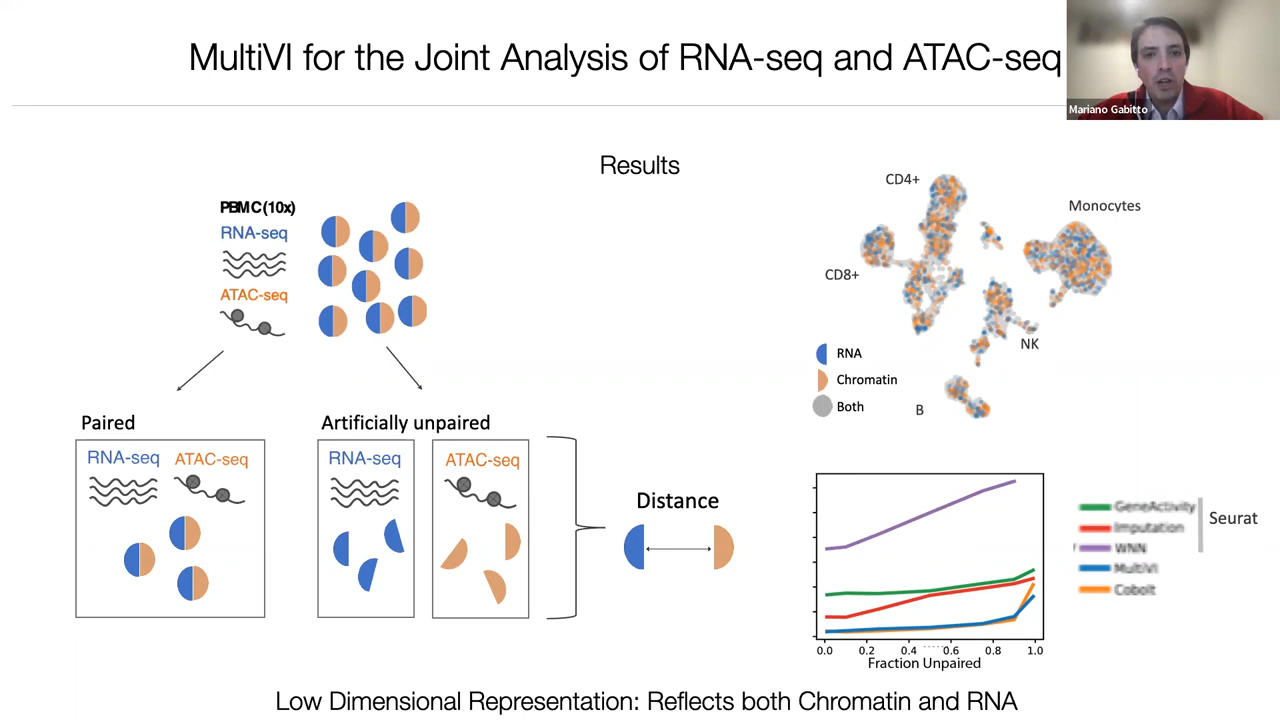 MultiVI for the Joint Analysis of RNA-seq and ATAC-seq
Mariano Gabitto
Results
PBMC (10x)
RNA-seq
ATAC-seq
Paired
RNA-seq ATAC-seq
Artificially unpaired
RNA-seq
ATAC-seq
Distance
CD4+
Monocytes
CD8+
NK
B
RNA
Chromatin
Both
0.0 0.2 0.4 0.6 0.8 1.0
Fraction Unpaired
GeneActivity
Imputation
WNN
MultiVI
Cobolt
Seurat
Low Dimensional Representation: Reflects both Chromatin and RNA